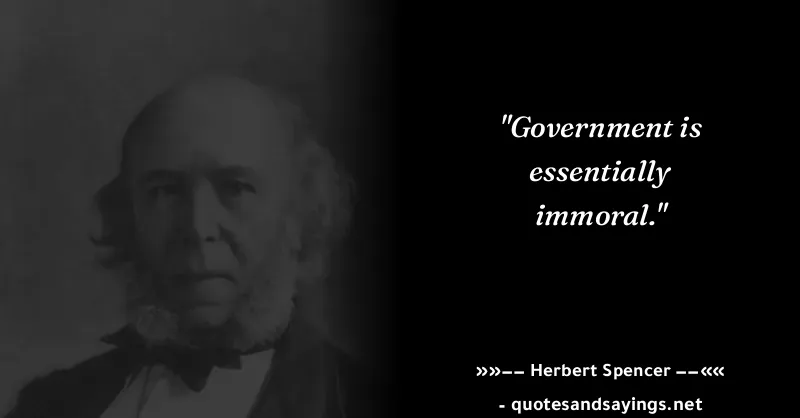 "Government is
essentially
immoral."
»»–– Herbert Spencer ––««
- quotesandsayings.net